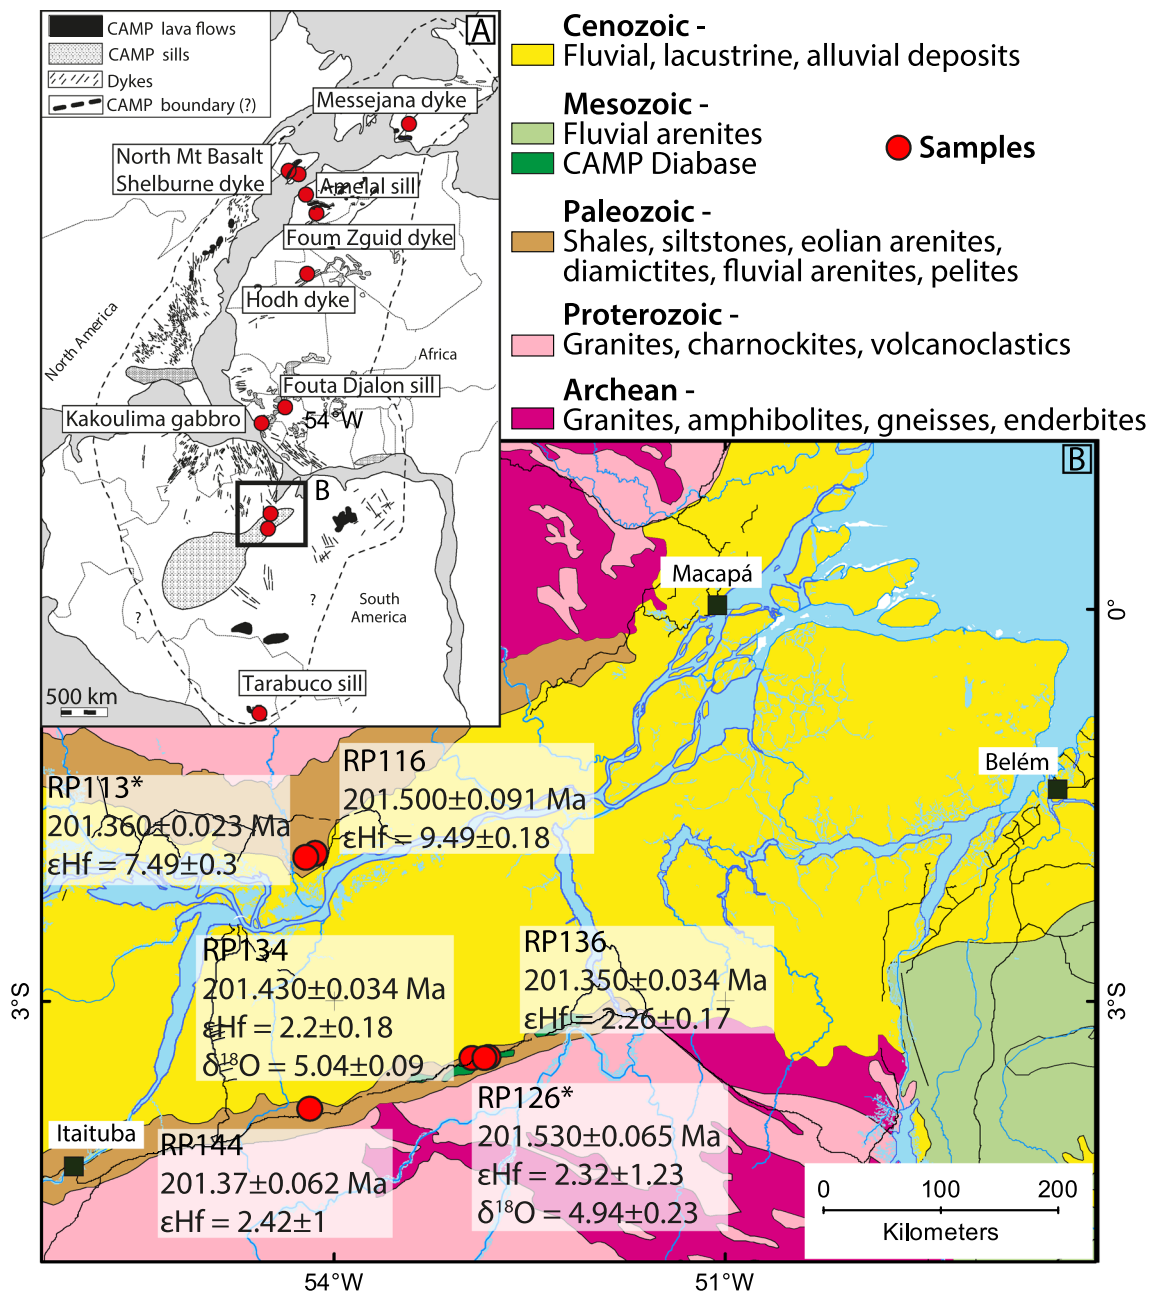 CAMP lava flows
CAMP sills
Dykes
CAMP boundary (?)
A
Messejana dyke
North Mt Basalt
Shelburne dyke
Amelal sill
Foum Zguid dyke
Hodh dyke
North America
Africa
Fouta Djalon sill
Kakoulima gabbro
54°W
B
?
?
South
America
Tarabuco sill
500 km
Cenozoic -
Fluvial, lacustrine, alluvial deposits
Mesozoic -
Fluvial arenites
CAMP Diabase
Samples
Paleozoic -
Shales, siltstones, eolian arenites,
diamictites, fluvial arenites, pelites
Proterozoic -
Granites, charnockites, volcanoclastics
Archean -
Granites, amphibolites, gneisses, enderbites
B
Macapá
0°
Belém
RP113*
201.360±0.023 Ma
εHf = 7.49±0.3
RP116
201.500±0.091 Ma
εHf = 9.49±0.18
RP134
201.430±0.034 Ma
εHf = 2.2±0.18
δ¹⁸O = 5.04±0.09
RP136
201.350±0.034 Ma
εHf = 2.26±0.17
3°S
3°S
RP126*
201.530±0.065 Ma
εHf = 2.32±1.23
δ¹⁸O = 4.94±0.23
Itaituba
RP144
201.37±0.062 Ma
εHf = 2.42±1
0 100 200
Kilometers
54°W
51°W